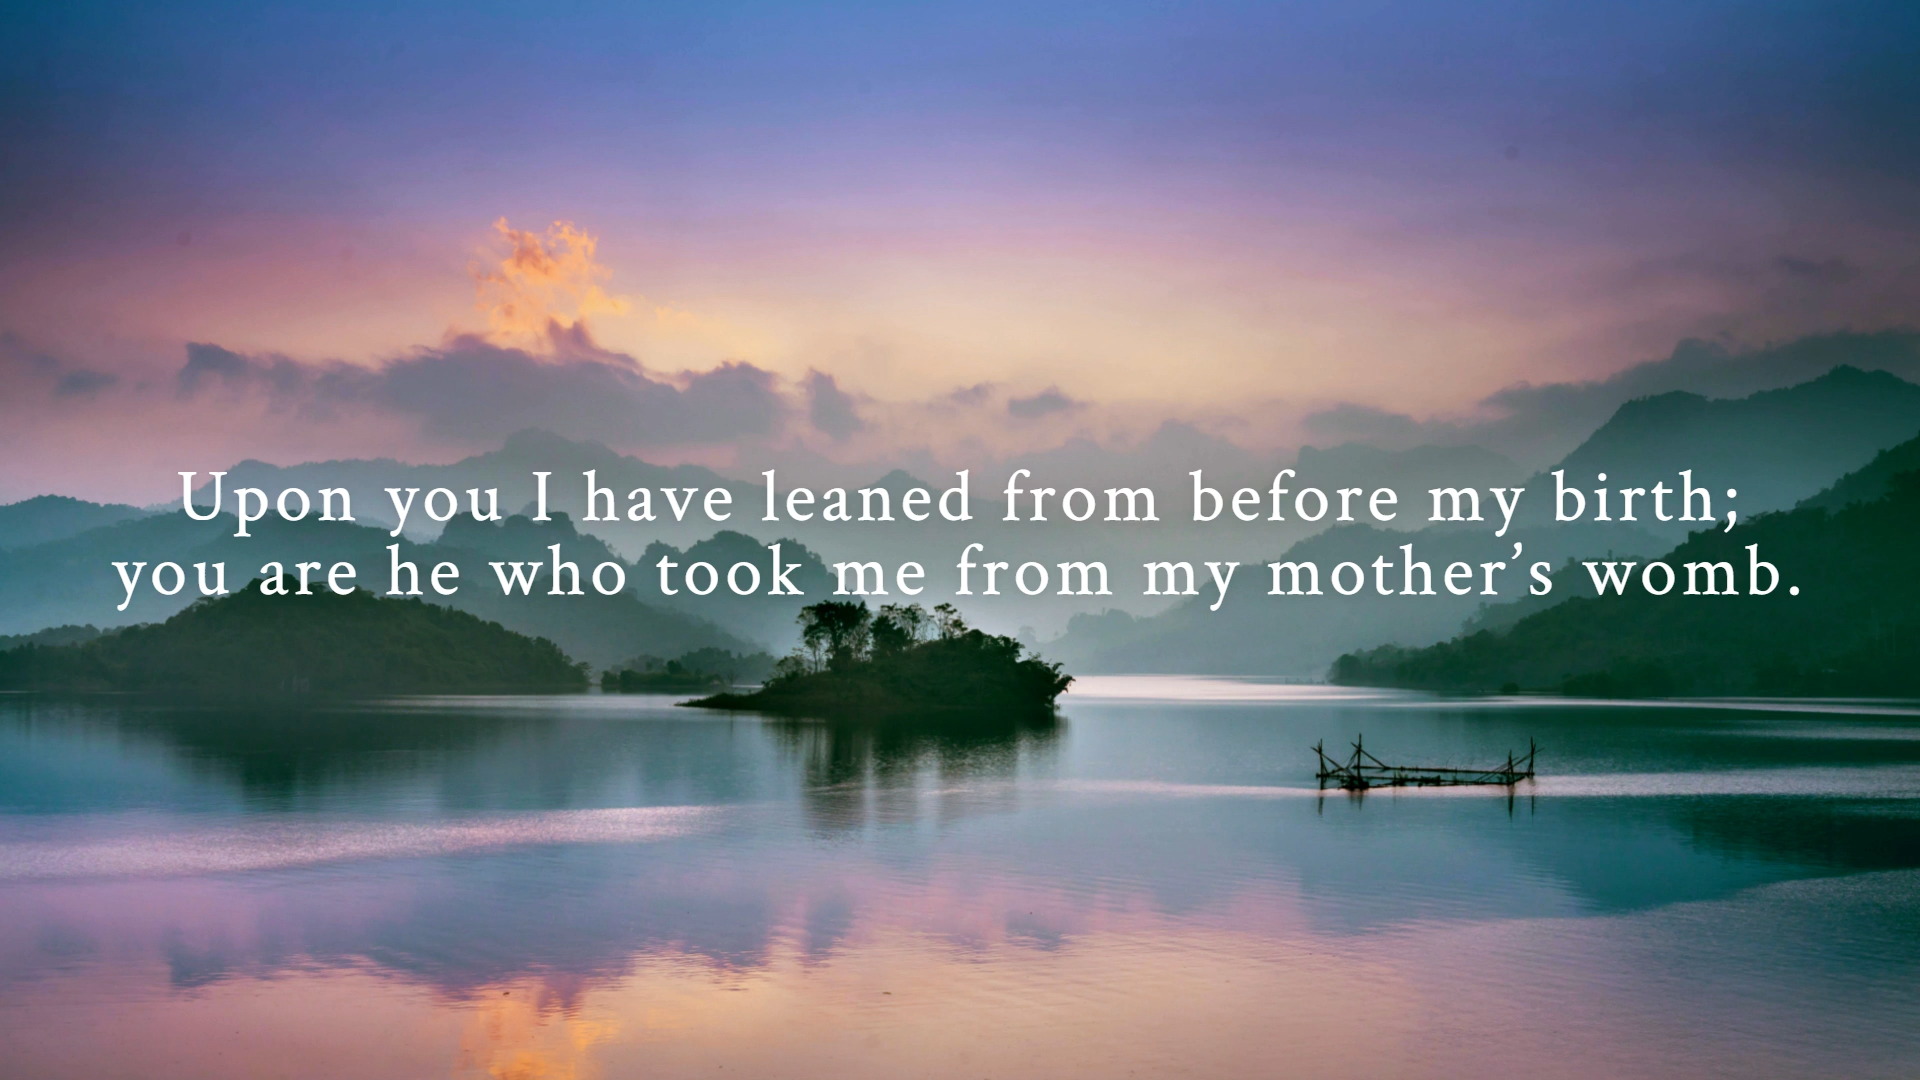 Upon you I have leaned from before my birth;
you are he who took me from my mother’s womb.